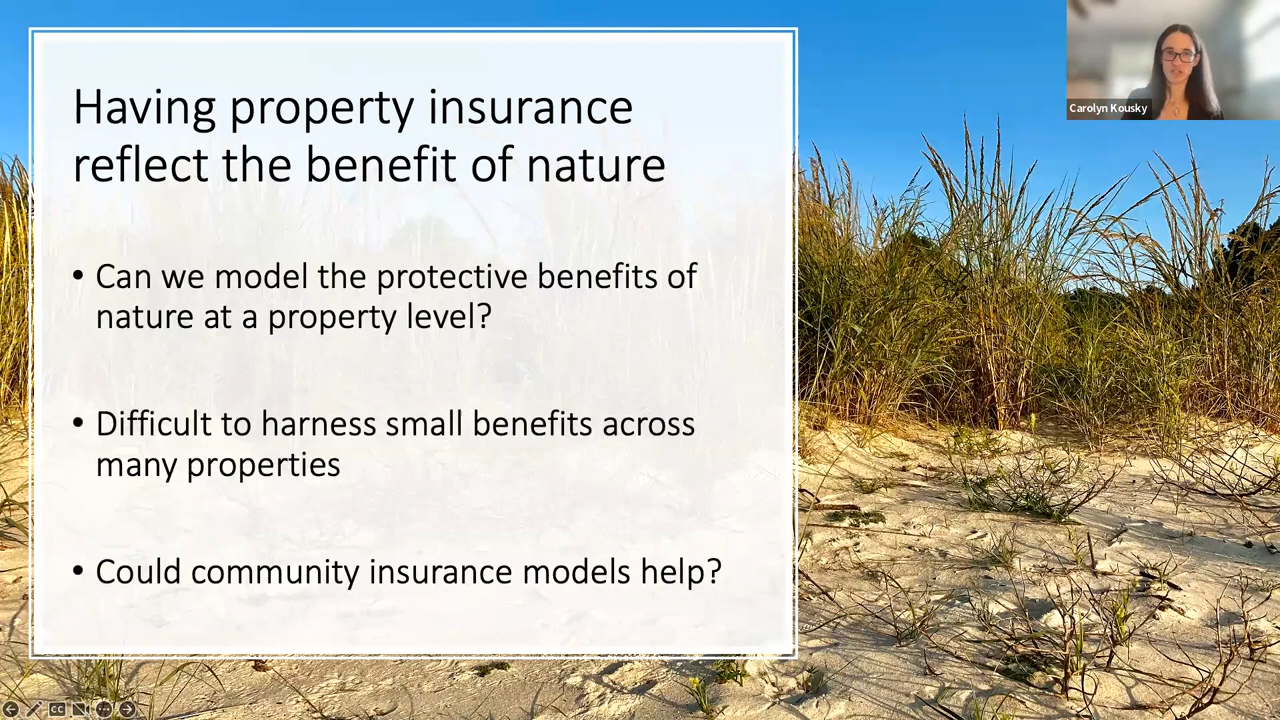 Having property insurance
reflect the benefit of nature
• Can we model the protective benefits of
nature at a property level?
• Difficult to harness small benefits across
many properties
• Could community insurance models help?
Carolyn Kousky
CC